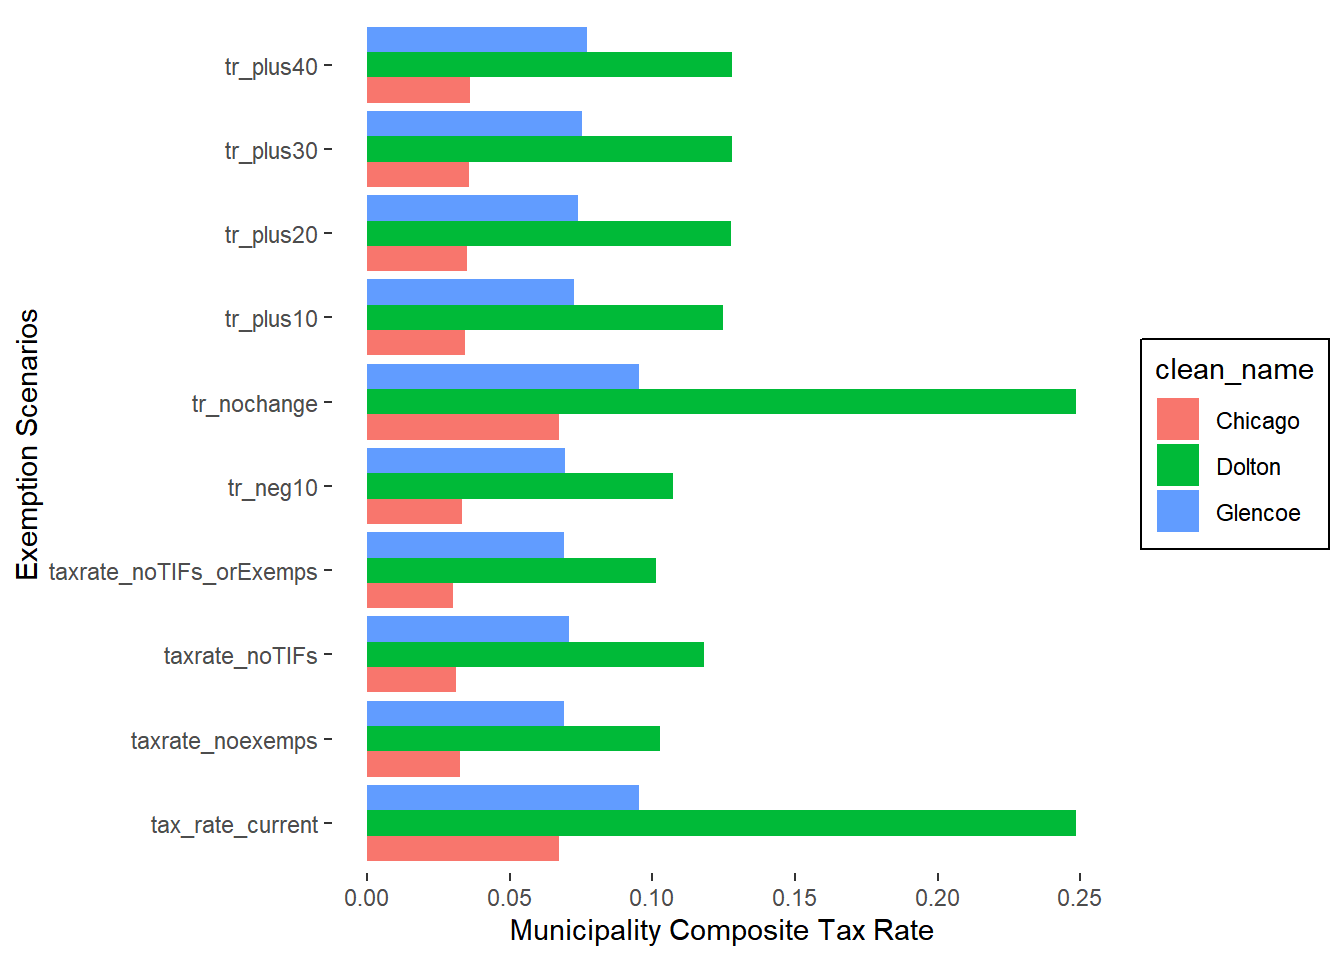 tr_plus40
tr_plus30
tr_plus20
tr_plus10
tr_nochange
tr_neg10
taxrate_noTIFs_orExemps
taxrate_noTIFs
taxrate_noexemps
tax_rate_current
Exemption Scenarios
0.00 0.05 0.10 0.15 0.20 0.25
Municipality Composite Tax Rate
clean_name
Chicago
Dolton
Glencoe